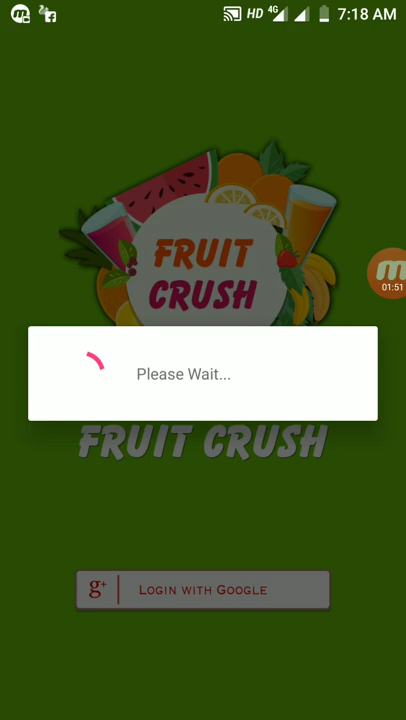 HD 4G 7:18 AM
FRUIT
CRUSH
01:51
Please Wait...
FRUIT CRUSH
g+ LOGIN WITH GOOGLE